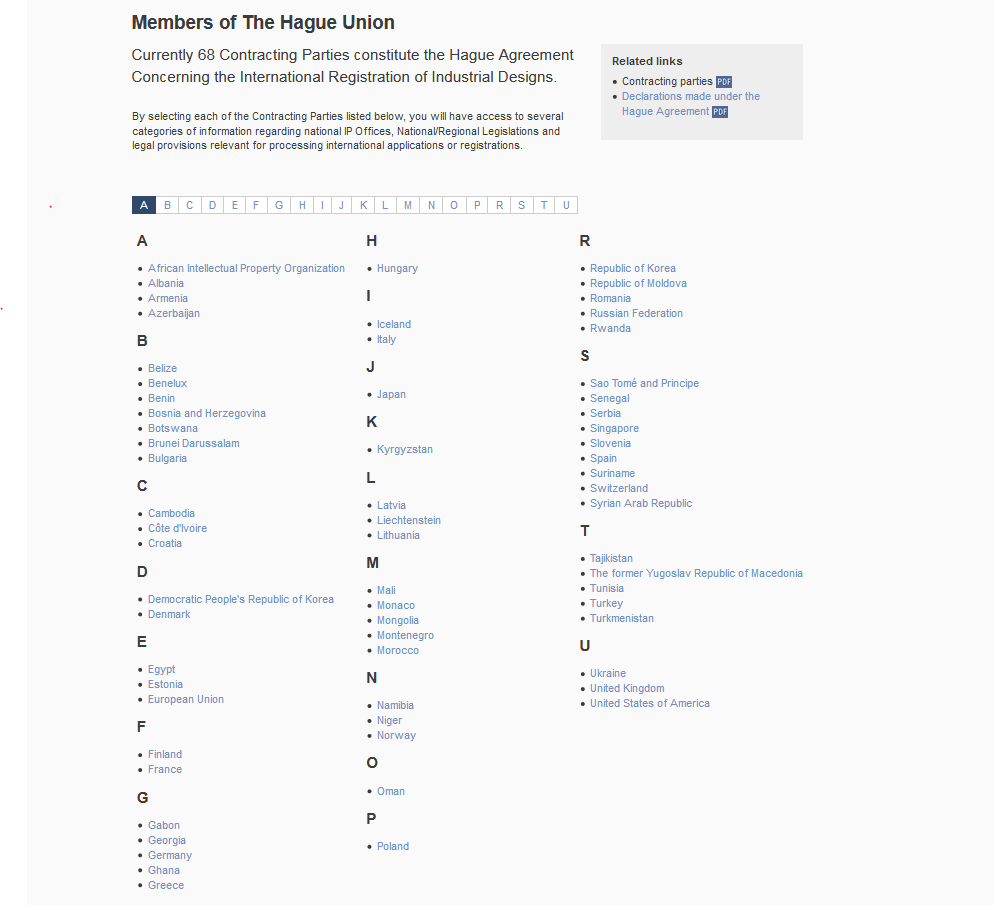 Members of The Hague Union
Currently 68 Contracting Parties constitute the Hague Agreement
Concerning the International Registration of Industrial Designs.
By selecting each of the Contracting Parties listed below, you will have access to several
categories of information regarding national IP Offices, National/Regional Legislations and
legal provisions relevant for processing international applications or registrations.
Related links
Contracting parties PDF
Declarations made under the
Hague Agreement PDF
A B C D E F G H I J K L M N O P R S T U
A
African Intellectual Property Organization
Albania
Armenia
Azerbaijan
B
Belize
Benelux
Benin
Bosnia and Herzegovina
Botswana
Brunei Darussalam
Bulgaria
C
Cambodia
Côte d'Ivoire
Croatia
D
Democratic People's Republic of Korea
Denmark
E
Egypt
Estonia
European Union
F
Finland
France
G
Gabon
Georgia
Germany
Ghana
Greece
H
Hungary
I
Iceland
Italy
J
Japan
K
Kyrgyzstan
L
Latvia
Liechtenstein
Lithuania
M
Mali
Monaco
Mongolia
Montenegro
Morocco
N
Namibia
Niger
Norway
O
Oman
P
Poland
R
Republic of Korea
Republic of Moldova
Romania
Russian Federation
Rwanda
S
Sao Tomé and Principe
Senegal
Serbia
Singapore
Slovenia
Spain
Suriname
Switzerland
Syrian Arab Republic
T
Tajikistan
The former Yugoslav Republic of Macedonia
Tunisia
Turkey
Turkmenistan
U
Ukraine
United Kingdom
United States of America